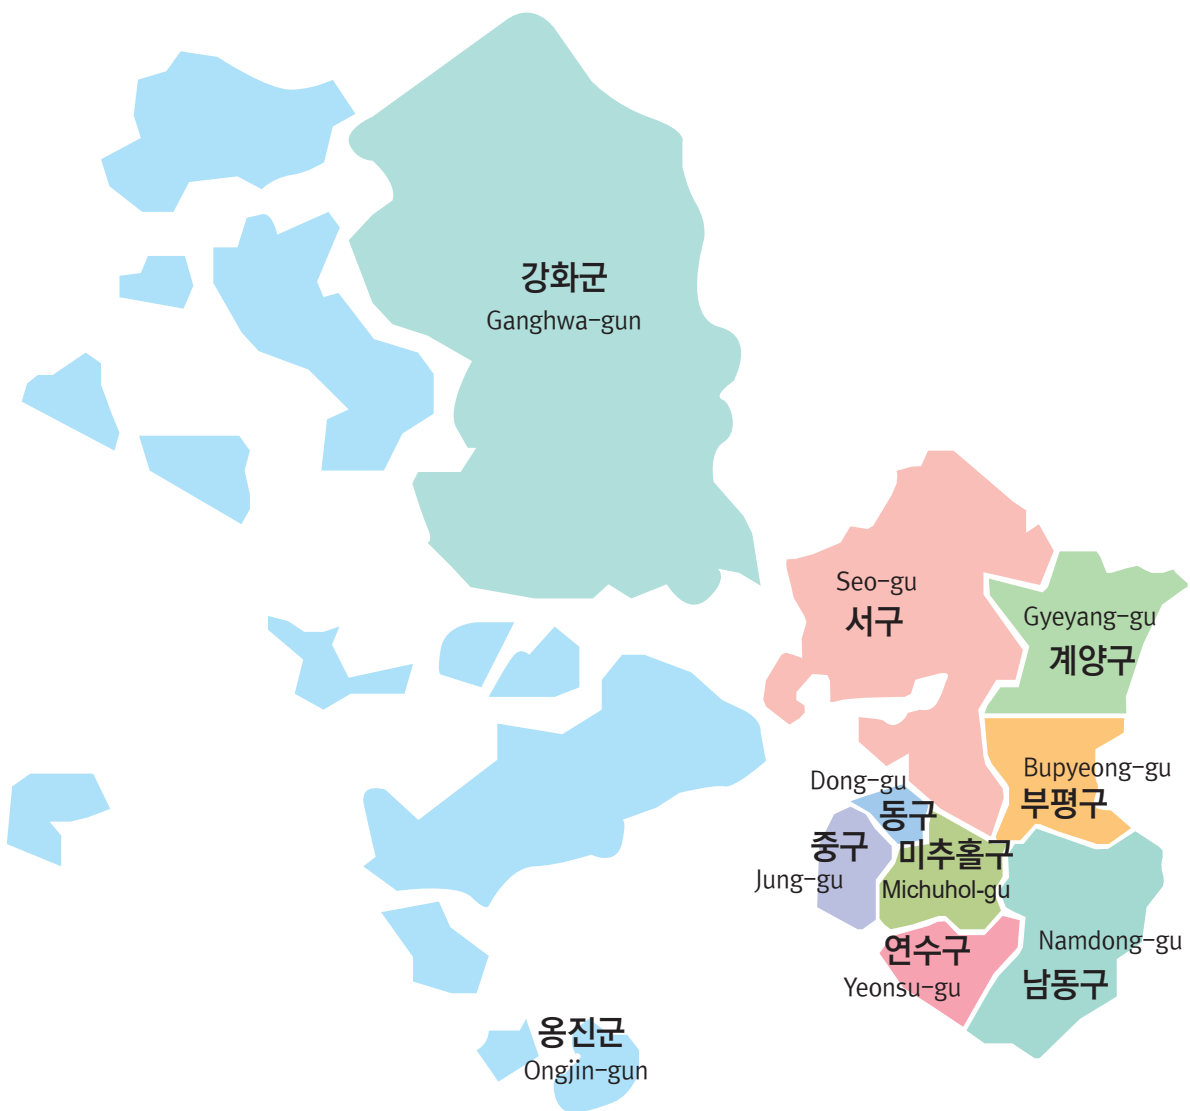 강화군
Ganghwa-gun
Seo-gu
서구
Gyeyang-gu
계양구
Bupyeong-gu
부평구
Dong-gu
동구
중구
Jung-gu
미추홀구
Michuhol-gu
연수구
Yeonsu-gu
Namdong-gu
남동구
옹진군
Ongjin-gun